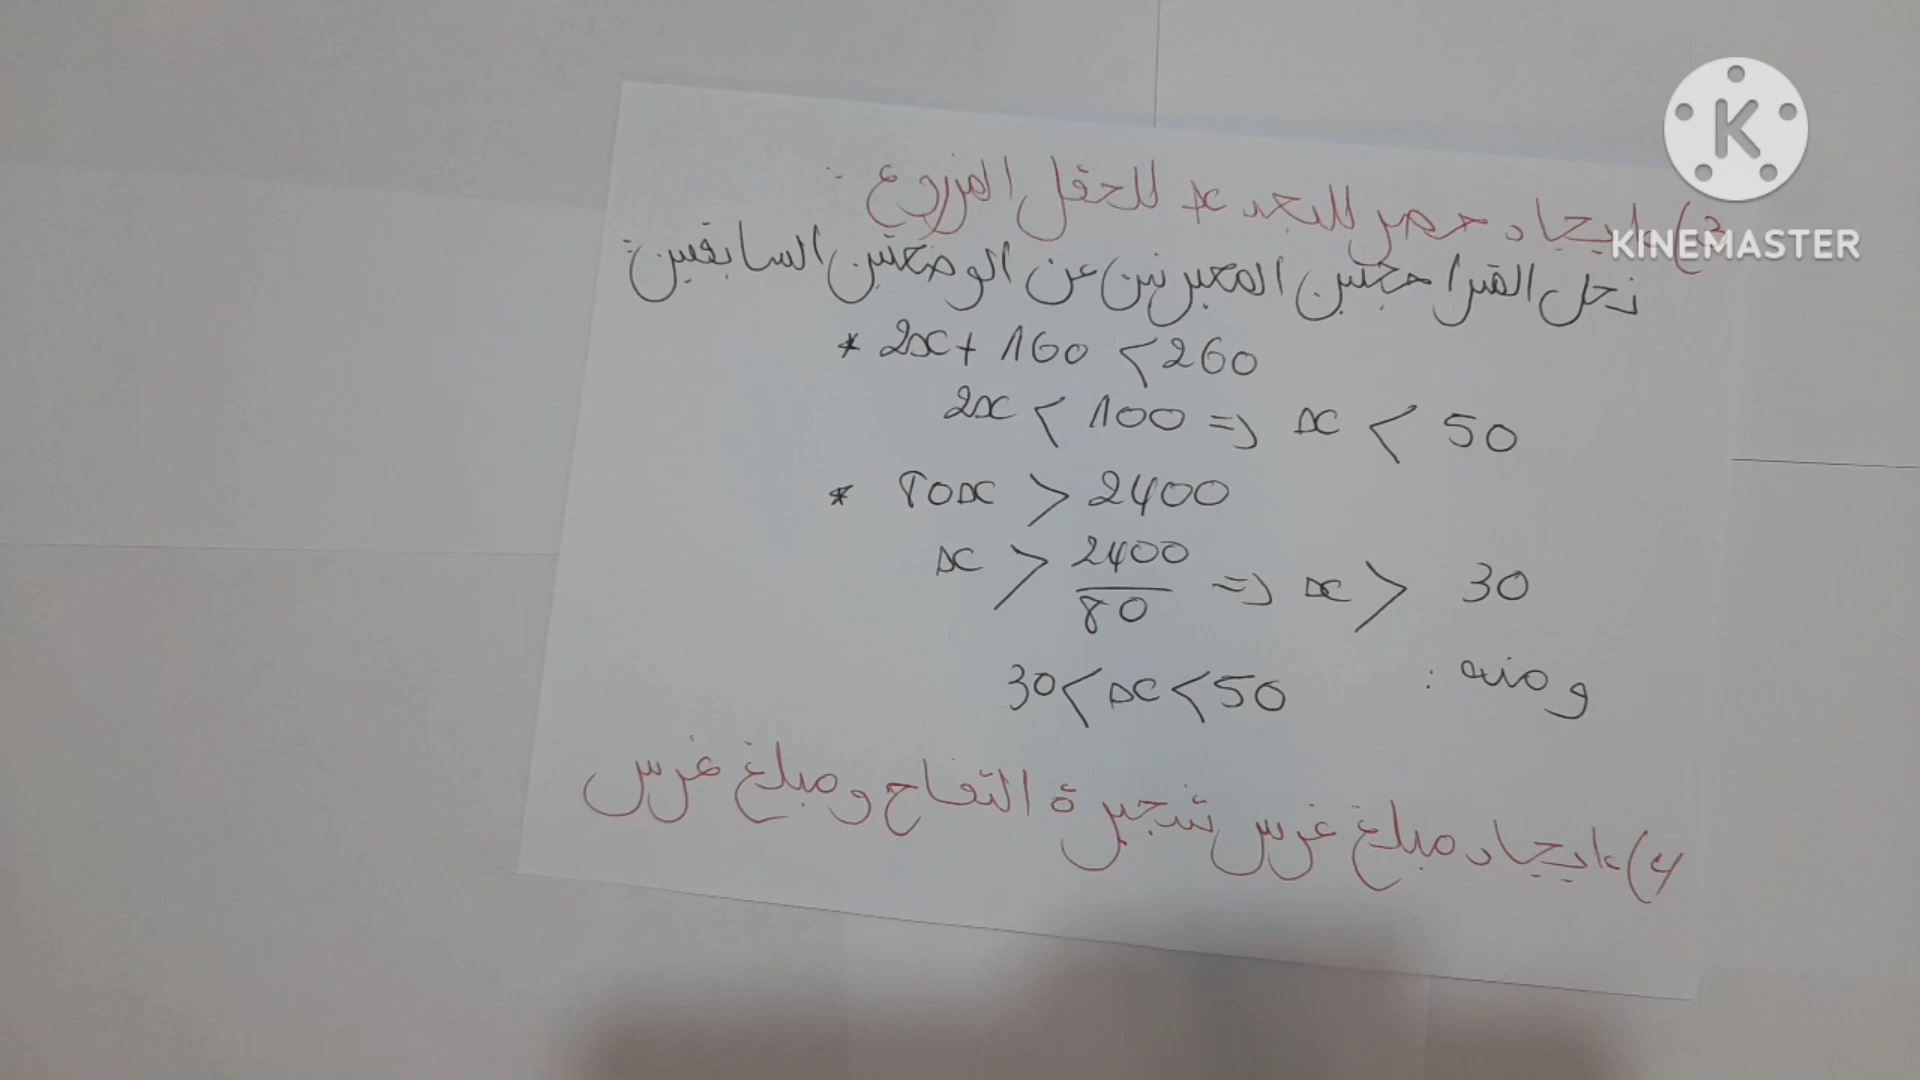 K
KINEMASTER
3) إيجاد حصر للبعد x للحقل المزروع :
نحل المتراجحتين المعبرتين عن الوضعيتين السابقتين:
* 2x + 160 < 260
2x < 100 => x < 50
* 80x > 2400
x > 2400/80 => x > 30
ومنه : 30 < x < 50
4) إيجاد مبلغ غرس شجيرة التفاح ومبلغ غرس